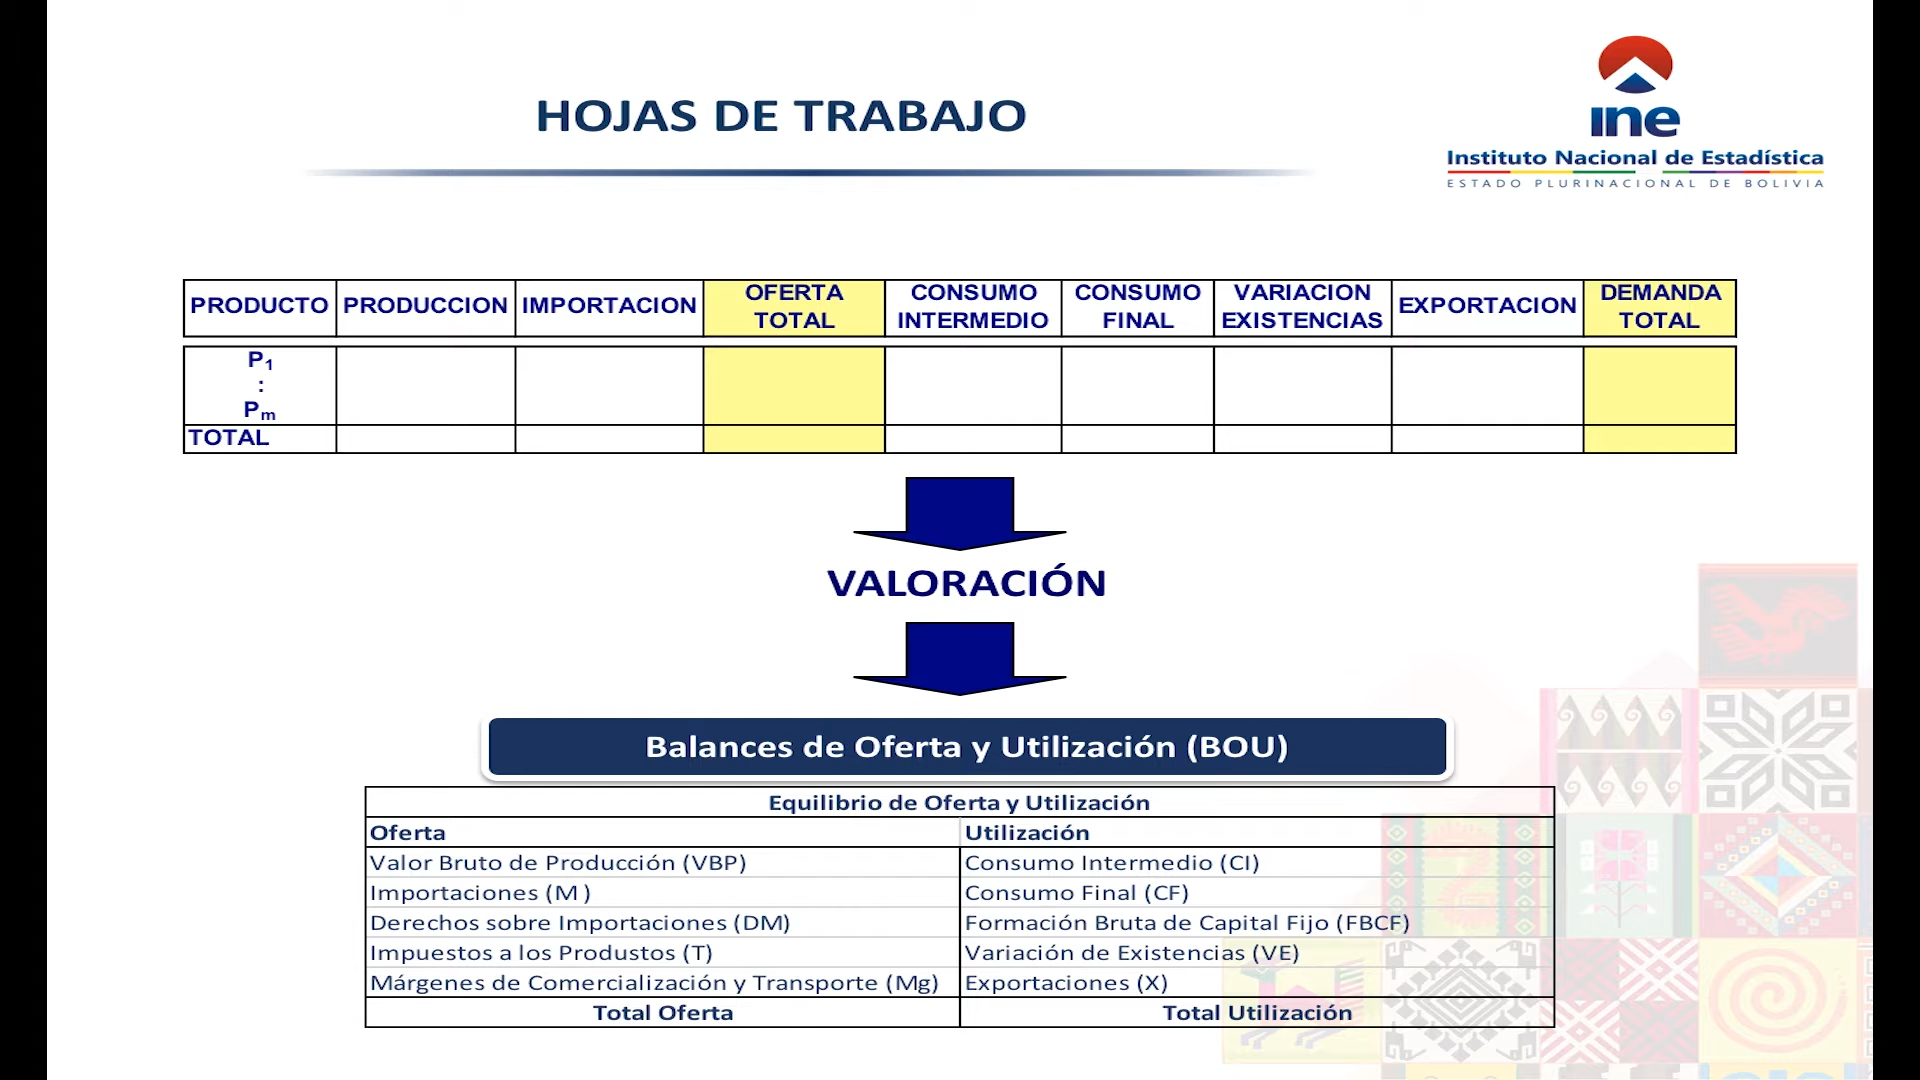 HOJAS DE TRABAJO
ine
Instituto Nacional de Estadística
ESTADO PLURINACIONAL DE BOLIVIA
PRODUCTO PRODUCCION IMPORTACION OFERTA TOTAL CONSUMO INTERMEDIO CONSUMO FINAL VARIACION EXISTENCIAS EXPORTACION DEMANDA TOTAL
P1
:
Pm
TOTAL
VALORACIÓN
Balances de Oferta y Utilización (BOU)
Equilibrio de Oferta y Utilización
Oferta Utilización
Valor Bruto de Producción (VBP) Consumo Intermedio (CI)
Importaciones (M ) Consumo Final (CF)
Derechos sobre Importaciones (DM) Formación Bruta de Capital Fijo (FBCF)
Impuestos a los Produstos (T) Variación de Existencias (VE)
Márgenes de Comercialización y Transporte (Mg) Exportaciones (X)
Total Oferta Total Utilización